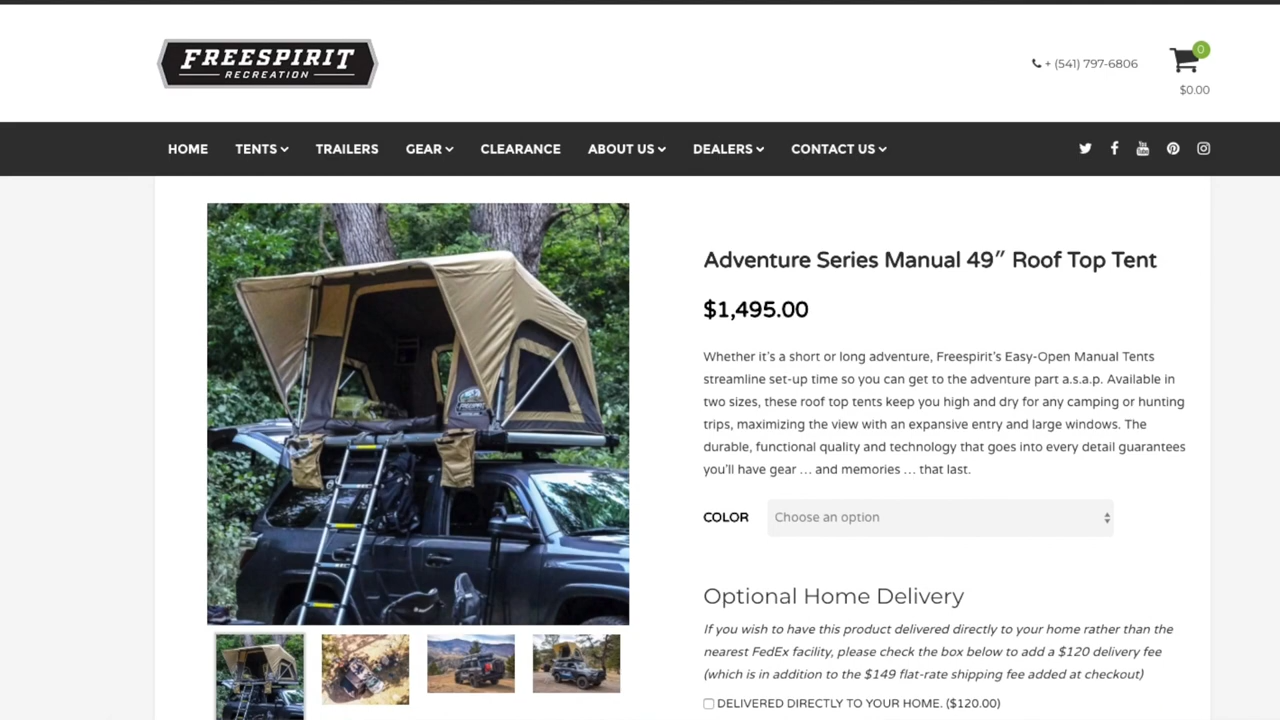 FREESPIRIT
RECREATION
+ (541) 797-6806
0
$0.00
HOME TENTS TRAILERS GEAR CLEARANCE ABOUT US DEALERS CONTACT US
Adventure Series Manual 49″ Roof Top Tent
$1,495.00
Whether it's a short or long adventure, Freespirit's Easy-Open Manual Tents
streamline set-up time so you can get to the adventure part a.s.a.p. Available in
two sizes, these roof top tents keep you high and dry for any camping or hunting
trips, maximizing the view with an expansive entry and large windows. The
durable, functional quality and technology that goes into every detail guarantees
you'll have gear … and memories … that last.
COLOR Choose an option
Optional Home Delivery
If you wish to have this product delivered directly to your home rather than the
nearest FedEx facility, please check the box below to add a $120 delivery fee
(which is in addition to the $149 flat-rate shipping fee added at checkout)
DELIVERED DIRECTLY TO YOUR HOME. ($120.00)